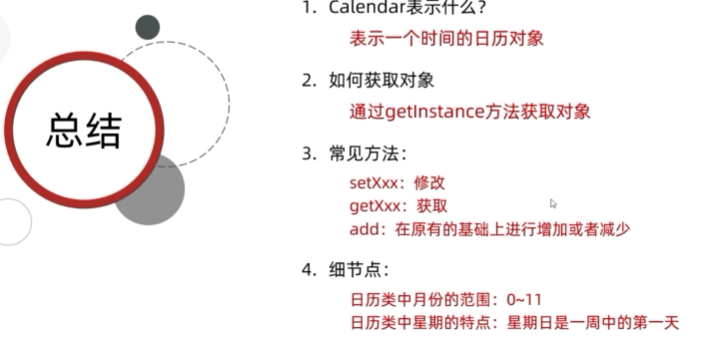 总结
1. Calendar表示什么?
表示一个时间的日历对象
2. 如何获取对象
通过getInstance方法获取对象
3. 常见方法：
setXxx：修改
getXxx：获取
add：在原有的基础上进行增加或者减少
4. 细节点：
日历类中月份的范围：0~11
日历类中星期的特点：星期日是一周中的第一天